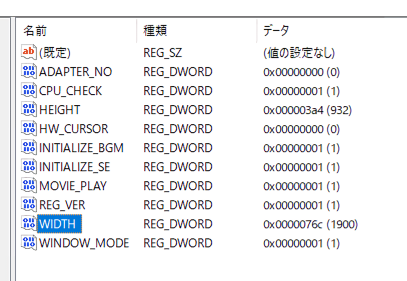 名前 種類 データ
ab (既定) REG_SZ (値の設定なし)
ADAPTER_NO REG_DWORD 0x00000000 (0)
CPU_CHECK REG_DWORD 0x00000001 (1)
HEIGHT REG_DWORD 0x000003a4 (932)
HW_CURSOR REG_DWORD 0x00000000 (0)
INITIALIZE_BGM REG_DWORD 0x00000001 (1)
INITIALIZE_SE REG_DWORD 0x00000001 (1)
MOVIE_PLAY REG_DWORD 0x00000001 (1)
REG_VER REG_DWORD 0x00000001 (1)
WIDTH REG_DWORD 0x0000076c (1900)
WINDOW_MODE REG_DWORD 0x00000001 (1)